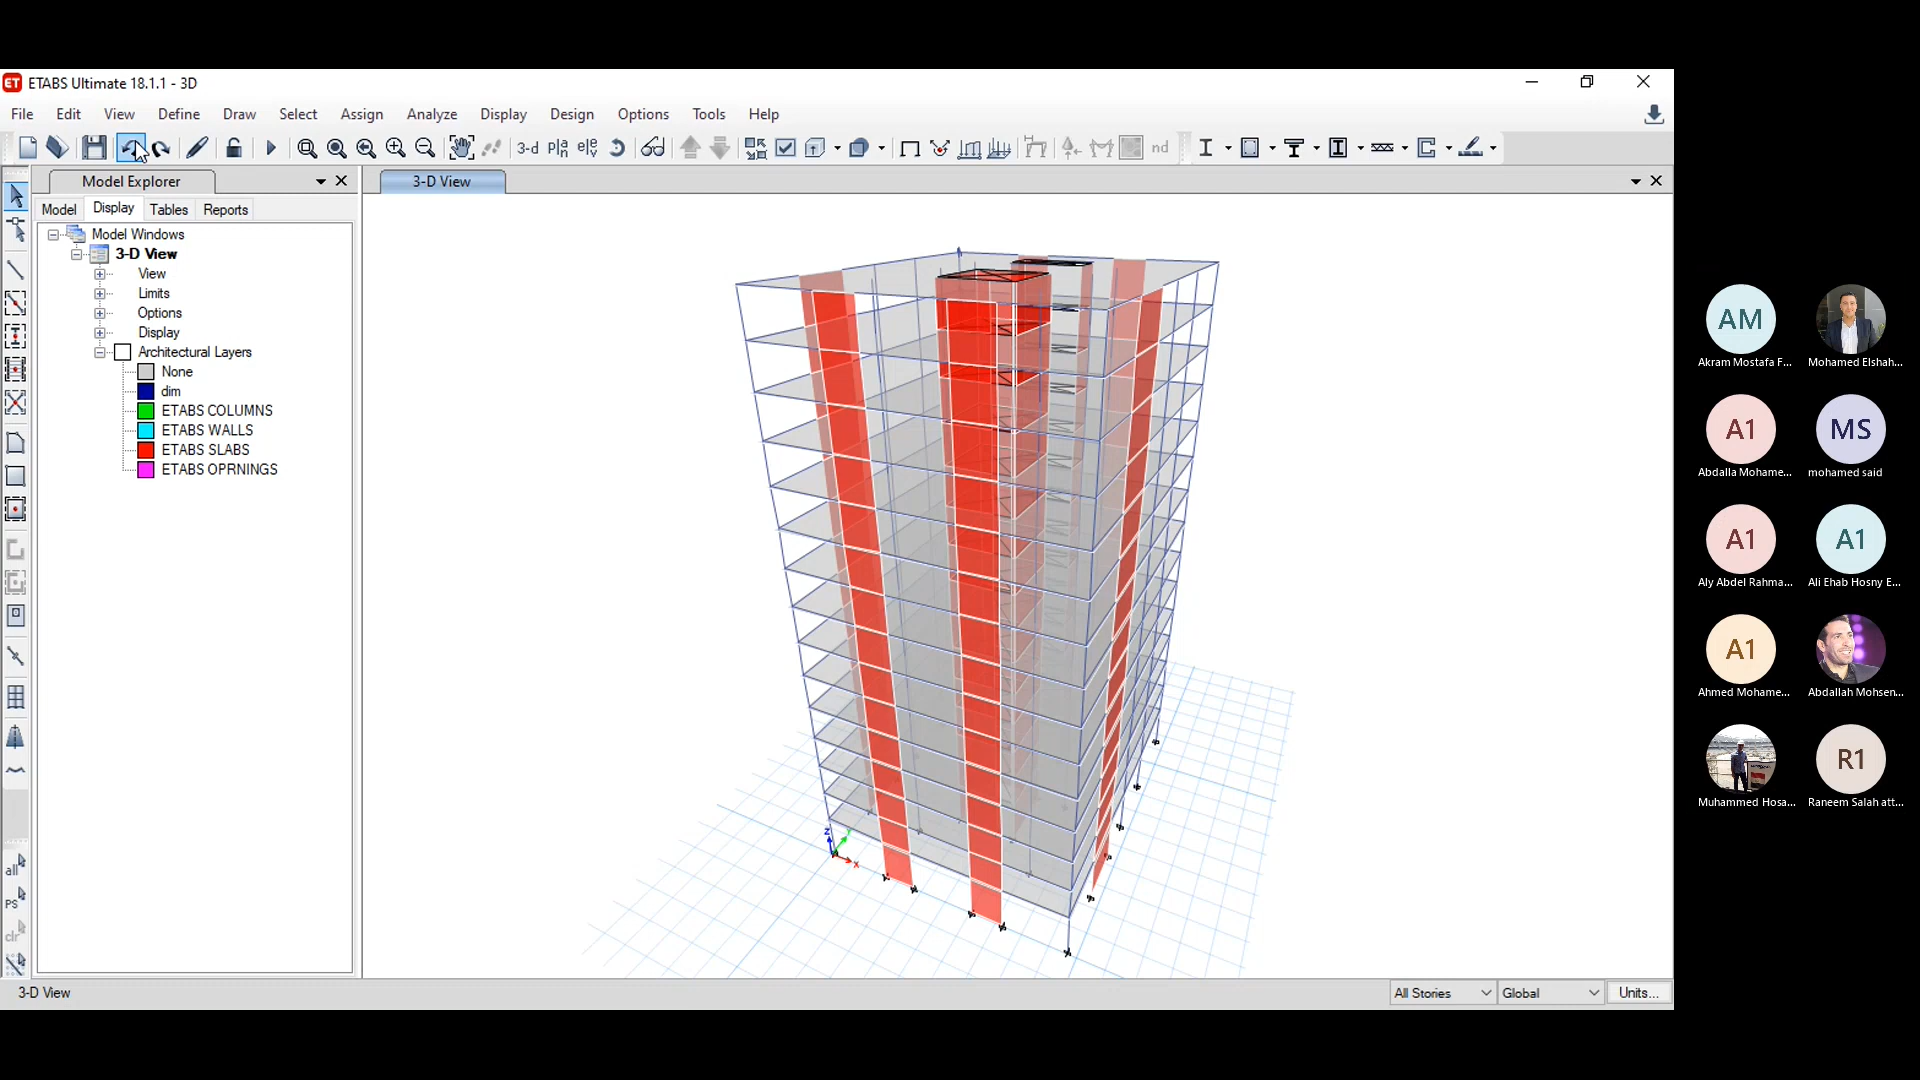 ET ETABS Ultimate 18.1.1 - 3D
File Edit View Define Draw Select Assign Analyze Display Design Options Tools Help
3-d nd
Model Explorer
3-D View
Model Display Tables Reports
Model Windows
3-D View
View
Limits
Options
Display
Architectural Layers
None
dim
ETABS COLUMNS
ETABS WALLS
ETABS SLABS
ETABS OPRNINGS
all
PS
clr
Z
X
3-D View
All Stories
Global
Units...
AM
Akram Mostafa F...
Mohamed Elshah...
A1
Abdalla Mohame...
MS
mohamed said
A1
Aly Abdel Rahma...
A1
Ali Ehab Hosny E...
A1
Ahmed Mohame...
Abdallah Mohsen...
Muhammed Hosa...
R1
Raneem Salah att...